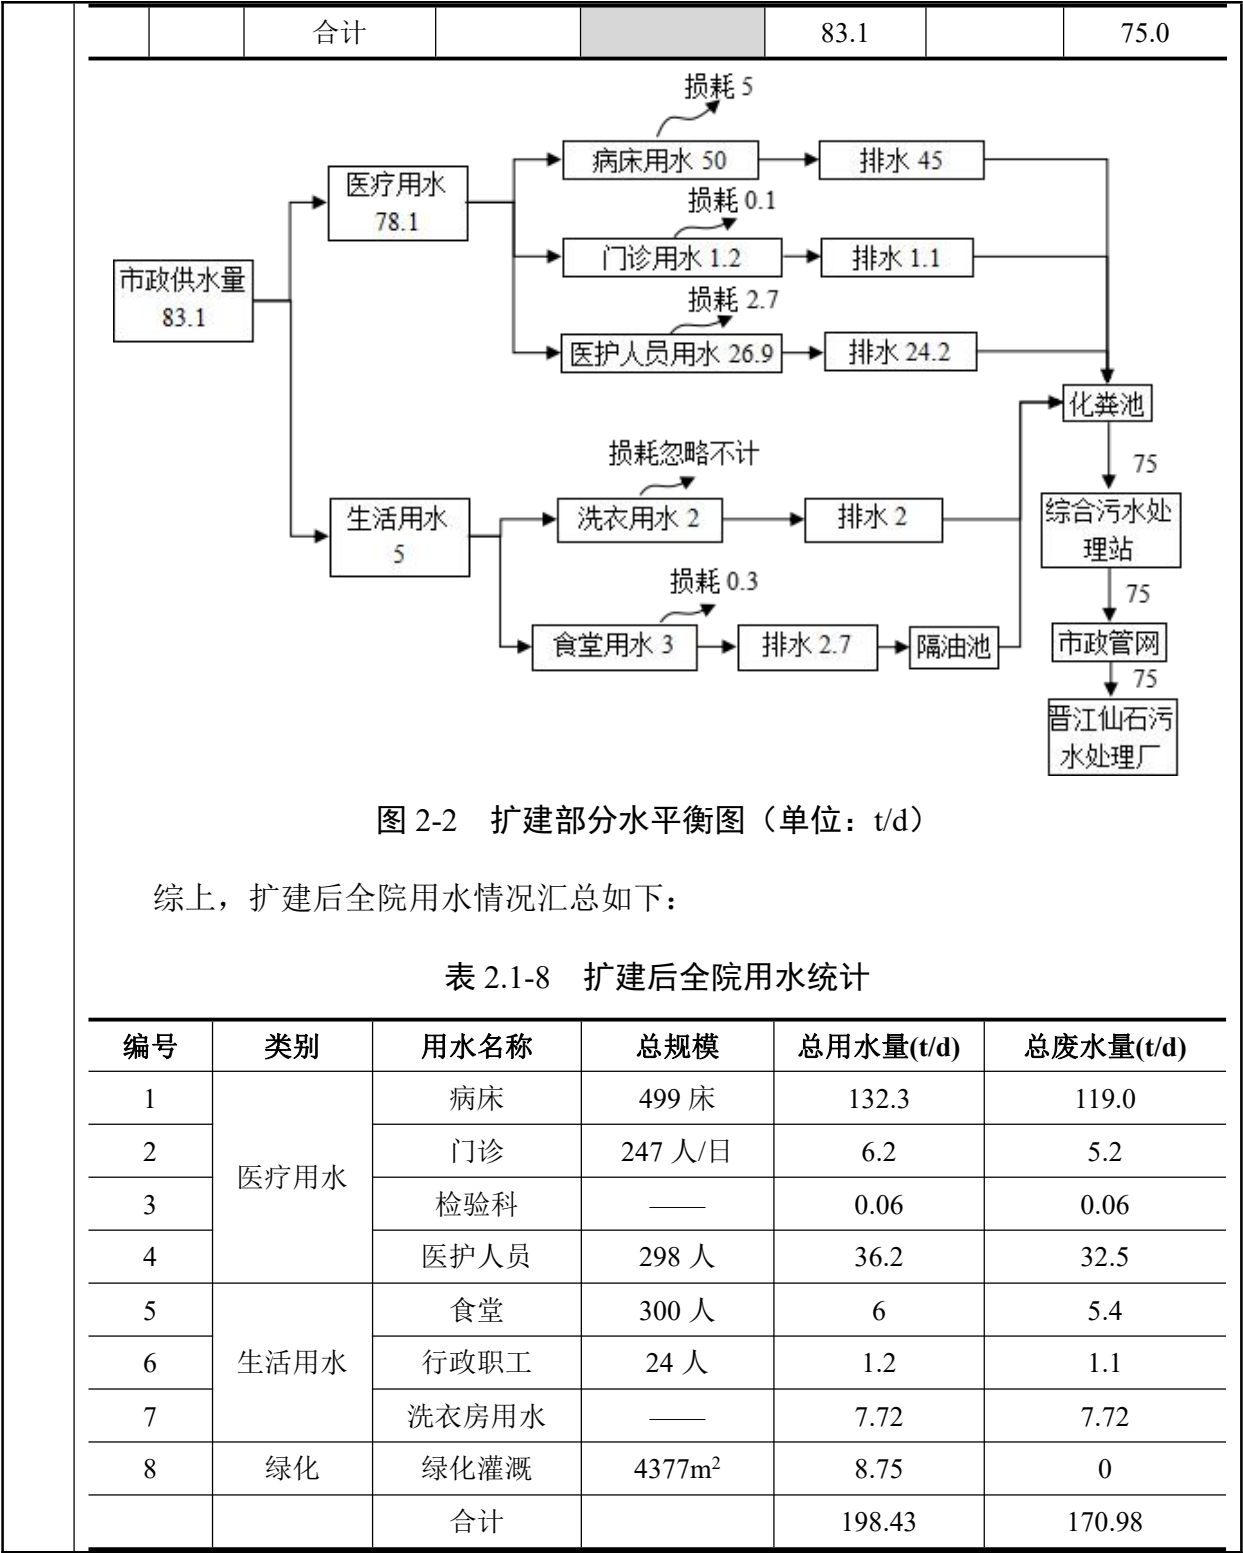 合计 83.1 75.0
损耗 5
病床用水 50
排水 45
医疗用水
78.1
损耗 0.1
门诊用水 1.2
排水 1.1
市政供水量
83.1
损耗 2.7
医护人员用水 26.9
排水 24.2
化粪池
损耗忽略不计
75
生活用水
5
洗衣用水 2
排水 2
综合污水处
理站
损耗 0.3
75
食堂用水 3
排水 2.7
隔油池
市政管网
75
晋江仙石污
水处理厂
图 2-2 扩建部分水平衡图（单位：t/d）
综上，扩建后全院用水情况汇总如下：
表 2.1-8 扩建后全院用水统计
编号 类别 用水名称 总规模 总用水量(t/d) 总废水量(t/d)
1 病床 499 床 132.3 119.0
2 门诊 247 人/日 6.2 5.2
医疗用水
3 检验科 —— 0.06 0.06
4 医护人员 298 人 36.2 32.5
5 食堂 300 人 6 5.4
6 生活用水 行政职工 24 人 1.2 1.1
7 洗衣房用水 —— 7.72 7.72
8 绿化 绿化灌溉 4377m² 8.75 0
合计 198.43 170.98